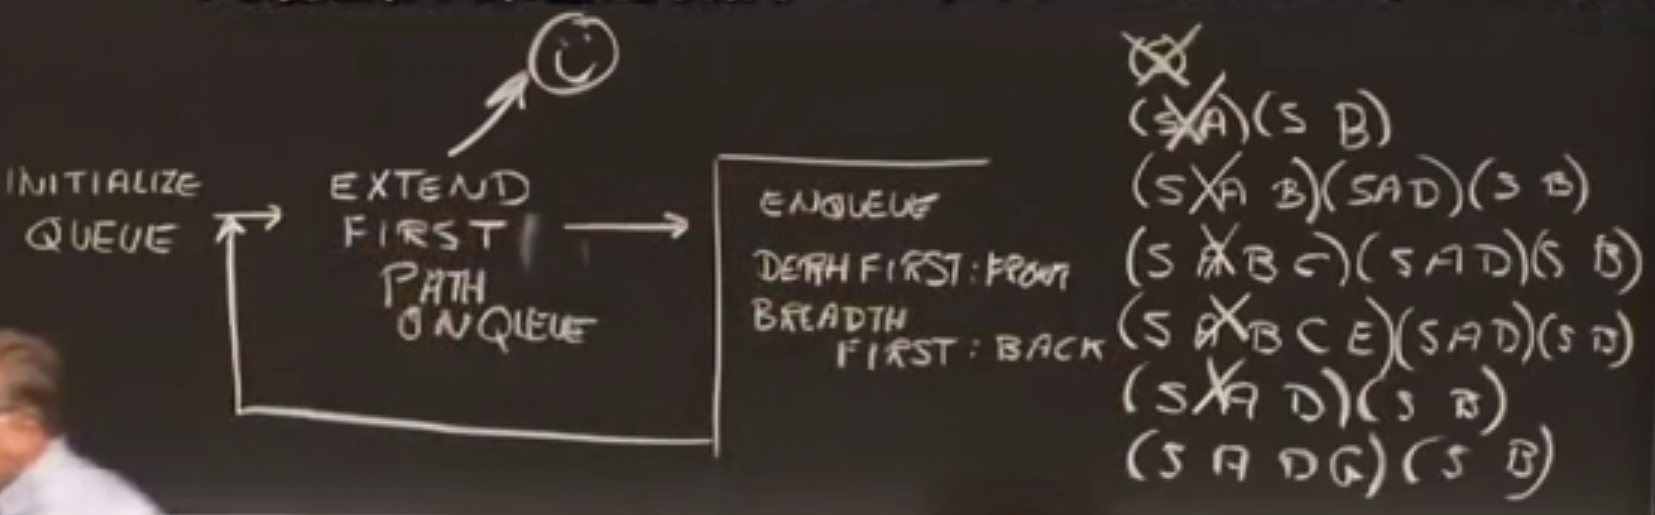 INITIALIZE
QUEUE
EXTEND
FIRST
PATH
ON QUEUE
ENQUEUE
DEPTH FIRST: FRONT
BREADTH
FIRST: BACK
(S)
(S A)(S B)
(S A B)(S A D)(S B)
(S A B C)(S A D)(S B)
(S A B C E)(S A D)(S B)
(S A D)(S B)
(S A D G)(S B)